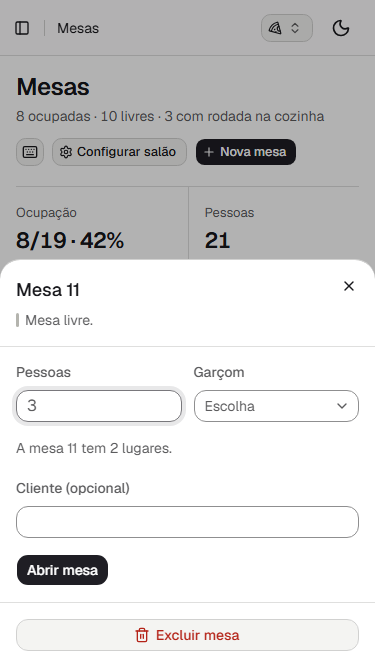 Mesas
Mesas
8 ocupadas · 10 livres · 3 com rodada na cozinha
Configurar salão
Nova mesa
Ocupação
Pessoas
8/19 · 42%
21
Mesa 11
Mesa livre.
Pessoas
Garçom
3
Escolha
A mesa 11 tem 2 lugares.
Cliente (opcional)
Abrir mesa
Excluir mesa